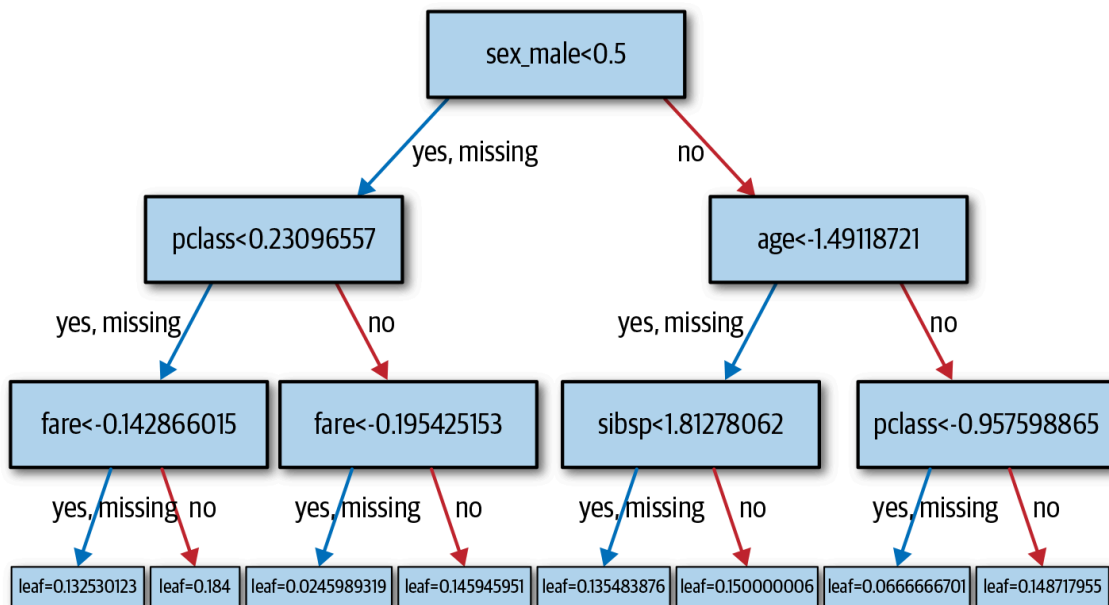 sex_male<0.5
yes, missing
no
pclass<0.23096557
age<-1.49118721
yes, missing
no
yes, missing
no
fare<-0.142866015
fare<-0.195425153
sibsp<1.81278062
pclass<-0.957598865
yes, missing
no
yes, missing
no
yes, missing
no
yes, missing
no
leaf=0.132530123
leaf=0.184
leaf=0.0245989319
leaf=0.145945951
leaf=0.135483876
leaf=0.150000006
leaf=0.0666666701
leaf=0.148717955